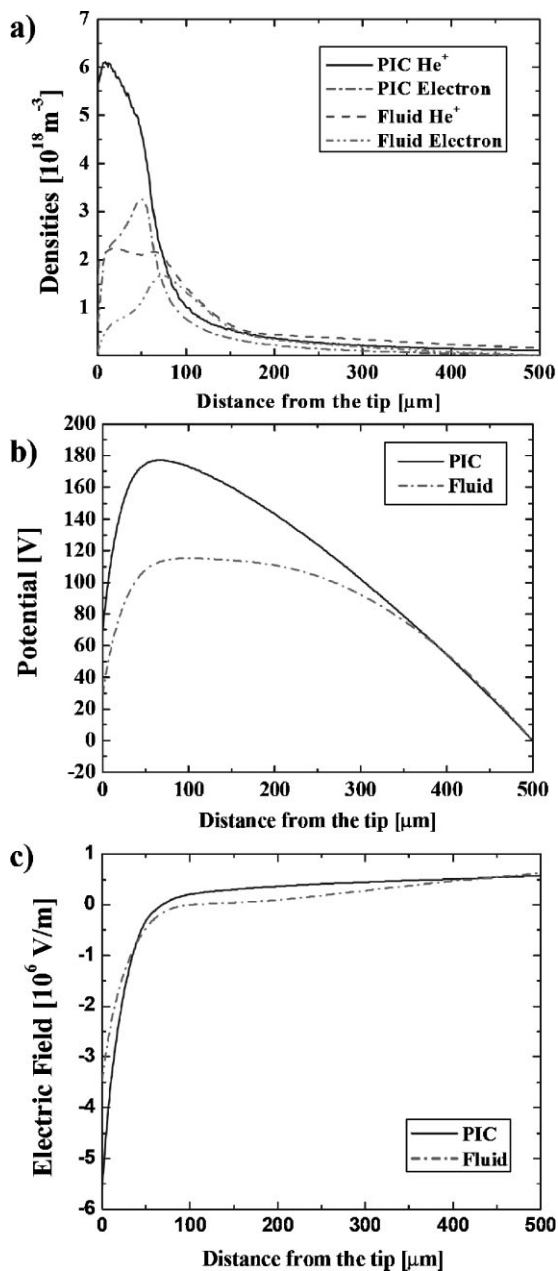 a)
7
6
5
4
3
2
1
Densities [10¹⁸m⁻³]
PIC He⁺
PIC Electron
Fluid He⁺
Fluid Electron
0 100 200 300 400 500
Distance from the tip [μm]
b)
200
180
160
140
120
100
80
60
40
20
0
-20
Potential [V]
PIC
Fluid
0 100 200 300 400 500
Distance from the tip [μm]
c)
1
0
-1
-2
-3
-4
-5
-6
Electric Field [10⁶ V/m]
PIC
Fluid
0 100 200 300 400 500
Distance from the tip [μm]